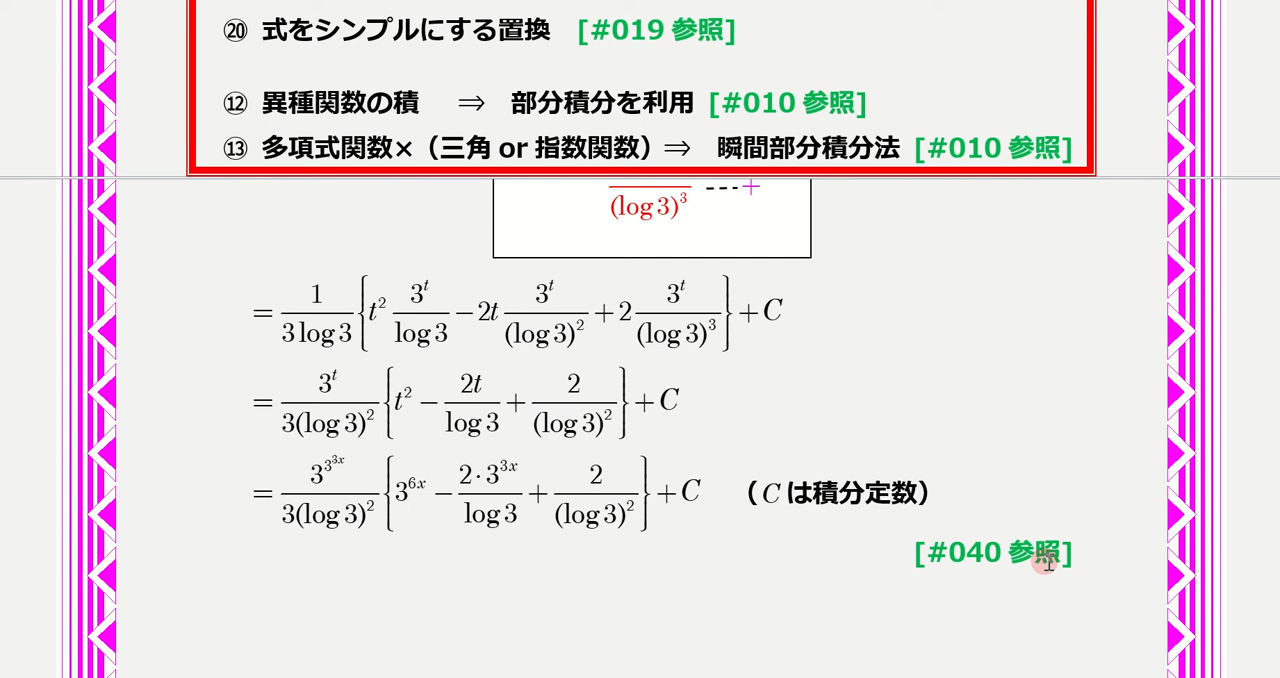 ⑳ 式をシンプルにする置換 [#019 参照]
⑫ 異種関数の積 ⇒ 部分積分を利用 [#010 参照]
⑬ 多項式関数×（三角 or 指数関数）⇒ 瞬間部分積分法 [#010 参照]
(log 3)^3 ---+
= 1/(3 log 3) { t^2 3^t/(log 3) − 2t 3^t/(log 3)^2 + 2 3^t/(log 3)^3 } + C
= 3^t/(3(log 3)^2) { t^2 − 2t/(log 3) + 2/(log 3)^2 } + C
= 3^(3^(3x))/(3(log 3)^2) { 3^(6x) − 2·3^(3x)/(log 3) + 2/(log 3)^2 } + C （C は積分定数）
[#040 参照]